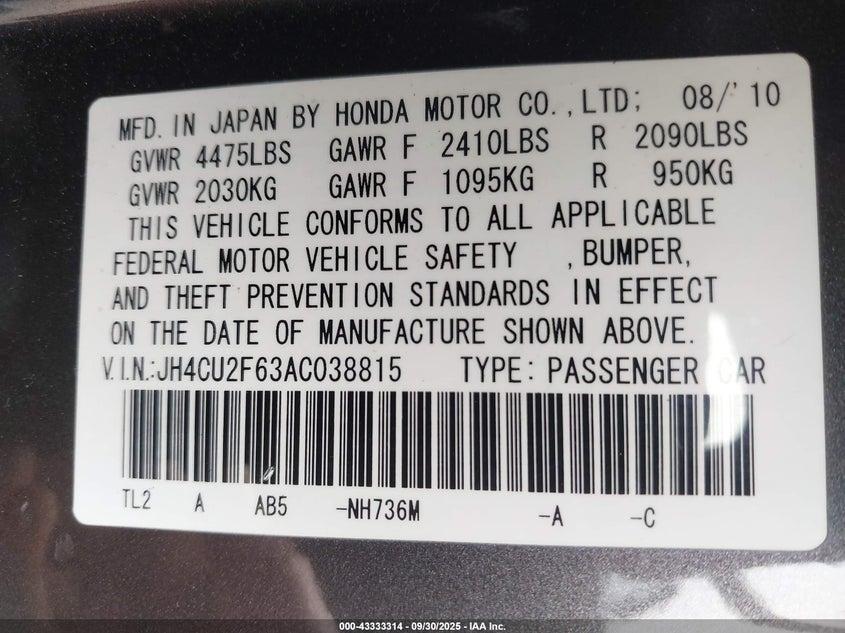 MFD. IN JAPAN BY HONDA MOTOR CO., LTD; 08/'10
GVWR 4475LBS GAWR F 2410LBS R 2090LBS
GVWR 2030KG GAWR F 1095KG R 950KG
THIS VEHICLE CONFORMS TO ALL APPLICABLE
FEDERAL MOTOR VEHICLE SAFETY , BUMPER,
AND THEFT PREVENTION STANDARDS IN EFFECT
ON THE DATE OF MANUFACTURE SHOWN ABOVE.
V.I.N.: JH4CU2F63AC038815 TYPE: PASSENGER CAR
TL2 A AB5 -NH736M -A -C
000-43333314 - 09/30/2025 - IAA Inc.